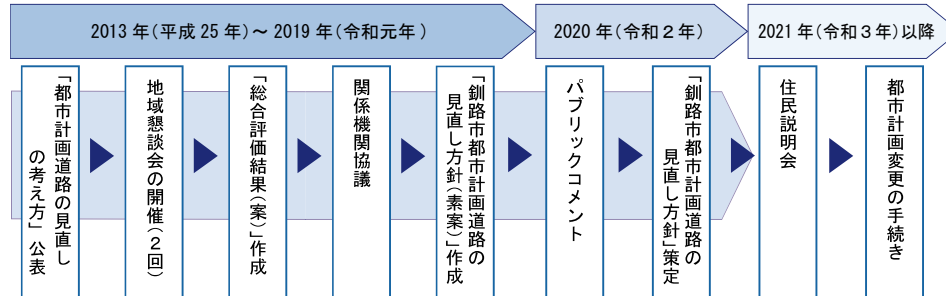 2013年(平成25年)～2019年(令和元年)
2020年(令和2年)
2021年(令和3年)以降
「都市計画道路の見直し
の考え方」公表
地域懇談会の開催(2回)
「総合評価結果(案)」作成
関係機関協議
「釧路市都市計画道路の
見直し方針(素案)」作成
パブリックコメント
「釧路市都市計画道路の
見直し方針」策定
住民説明会
都市計画変更の手続き